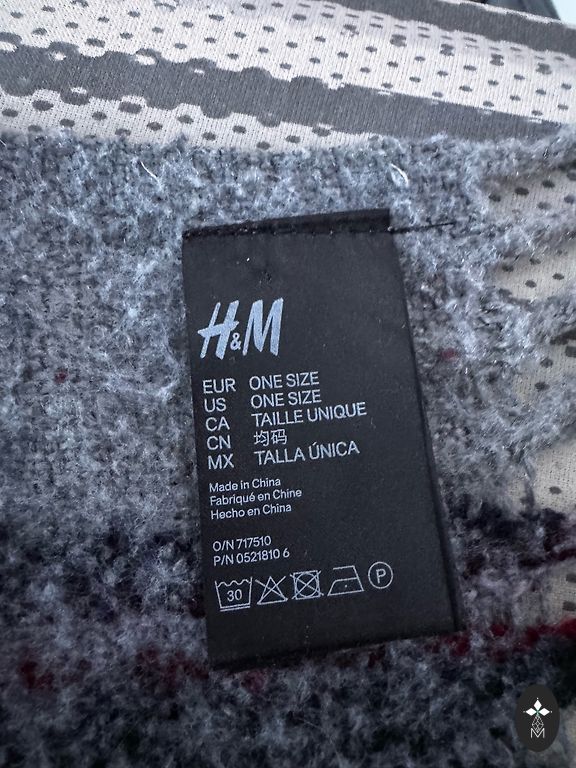 H&M
EUR ONE SIZE
US ONE SIZE
CA TAILLE UNIQUE
CN 均码
MX TALLA ÚNICA
Made in China
Fabriqué en Chine
Hecho en China
O/N 717510
P/N 0521810 6
30 P
M